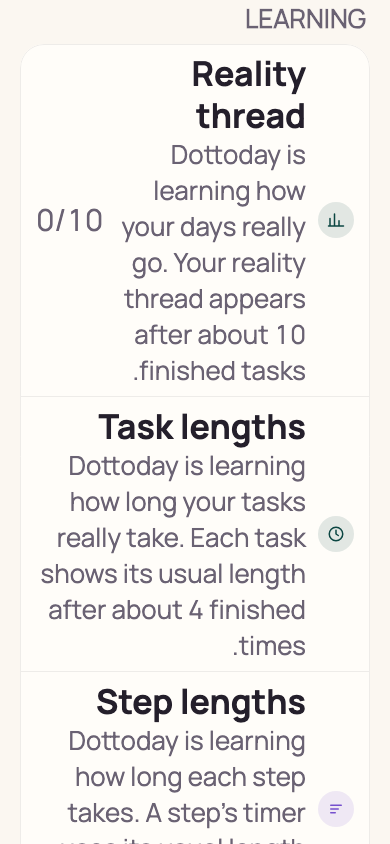 LEARNING
Reality
thread
Dottoday is
learning how
your days really
go. Your reality
thread appears
after about 10
.finished tasks
0/10
Task lengths
Dottoday is learning
how long your tasks
really take. Each task
shows its usual length
after about 4 finished
.times
Step lengths
Dottoday is learning
how long each step
takes. A step's timer